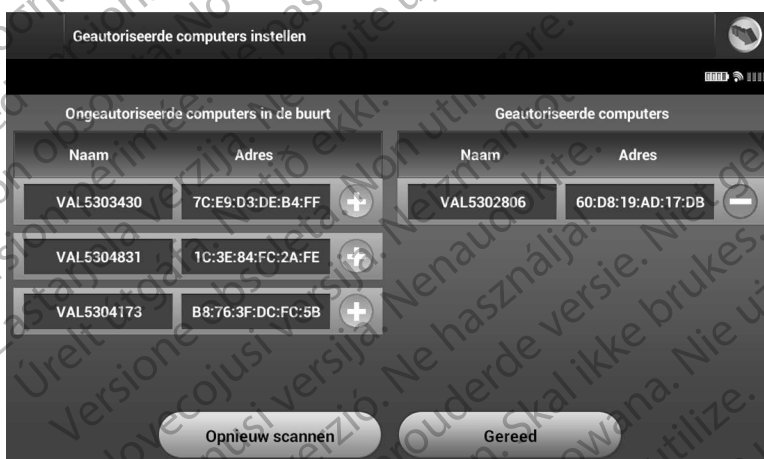 Geautoriseerde computers instellen
Ongeautoriseerde computers in de buurt
Naam Adres
VAL5303430 7C:E9:D3:DE:B4:FF
VAL5304831 1C:3E:84:FC:2A:FE
VAL5304173 B8:76:3F:DC:FC:5B
Geautoriseerde computers
Naam Adres
VAL5302806 60:D8:19:AD:17:DB
Opnieuw scannen
Gereed